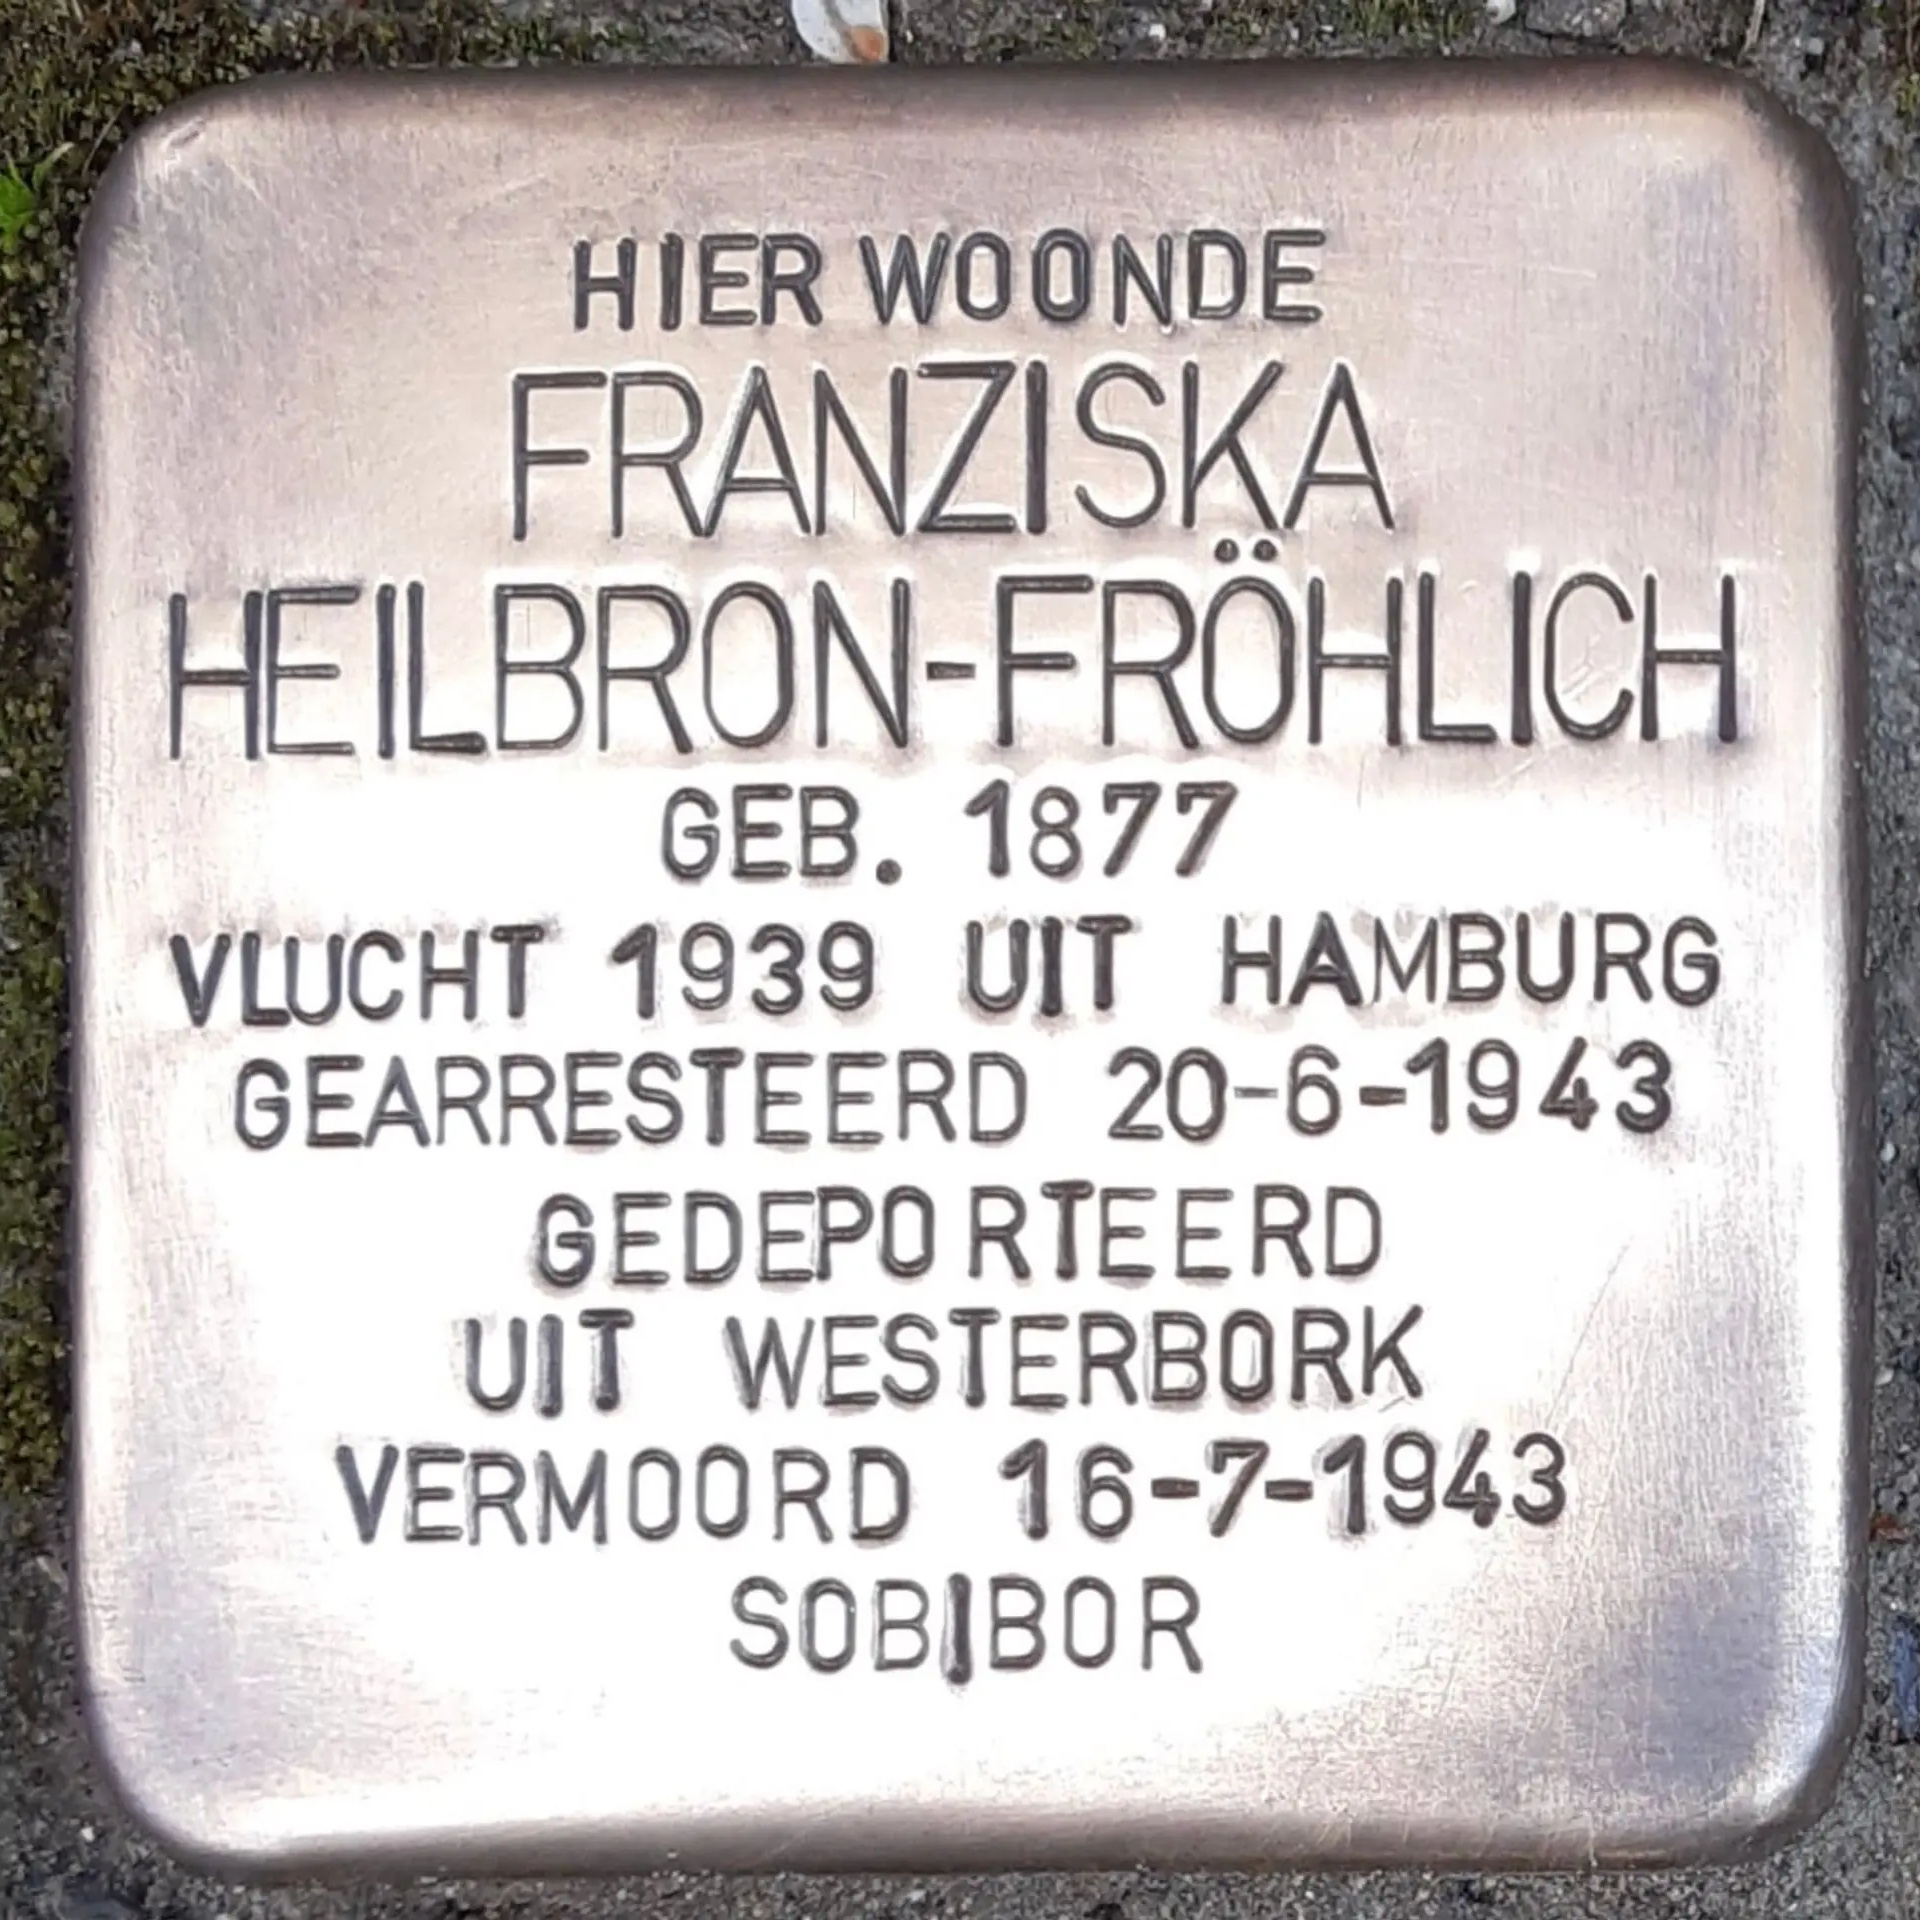 HIER WOONDE
FRANZISKA
HEILBRON-FRÖHLICH
GEB. 1877
VLUCHT 1939 UIT HAMBURG
GEARRESTEERD 20-6-1943
GEDEPORTEERD
UIT WESTERBORK
VERMOORD 16-7-1943
SOBIBOR